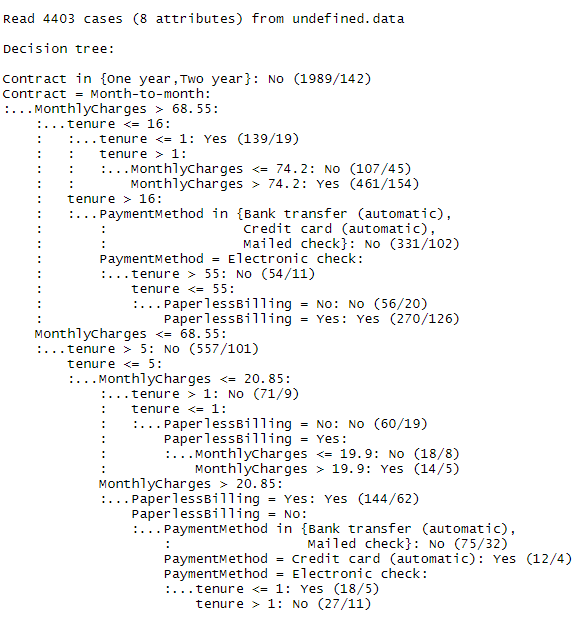 Read 4403 cases (8 attributes) from undefined.data

Decision tree:

Contract in {One year,Two year}: No (1989/142)
Contract = Month-to-month:
:...MonthlyCharges > 68.55:
    :...tenure <= 16:
    :   :...tenure <= 1: Yes (139/19)
    :   :   tenure > 1:
    :   :   :...MonthlyCharges <= 74.2: No (107/45)
    :   :       MonthlyCharges > 74.2: Yes (461/154)
    :   tenure > 16:
    :   :...PaymentMethod in {Bank transfer (automatic),
    :       :                 Credit card (automatic),
    :       :                 Mailed check}: No (331/102)
    :       PaymentMethod = Electronic check:
    :       :...tenure > 55: No (54/11)
    :           tenure <= 55:
    :           :...PaperlessBilling = No: No (56/20)
    :               PaperlessBilling = Yes: Yes (270/126)
    MonthlyCharges <= 68.55:
    :...tenure > 5: No (557/101)
        tenure <= 5:
        :...MonthlyCharges <= 20.85:
            :...tenure > 1: No (71/9)
            :   tenure <= 1:
            :   :...PaperlessBilling = No: No (60/19)
            :       PaperlessBilling = Yes:
            :       :...MonthlyCharges <= 19.9: No (18/8)
            :           MonthlyCharges > 19.9: Yes (14/5)
            MonthlyCharges > 20.85:
            :...PaperlessBilling = Yes: Yes (144/62)
                PaperlessBilling = No:
                :...PaymentMethod in {Bank transfer (automatic),
                    :                 Mailed check}: No (75/32)
                    PaymentMethod = Credit card (automatic): Yes (12/4)
                    PaymentMethod = Electronic check:
                    :...tenure <= 1: Yes (18/5)
                        tenure > 1: No (27/11)